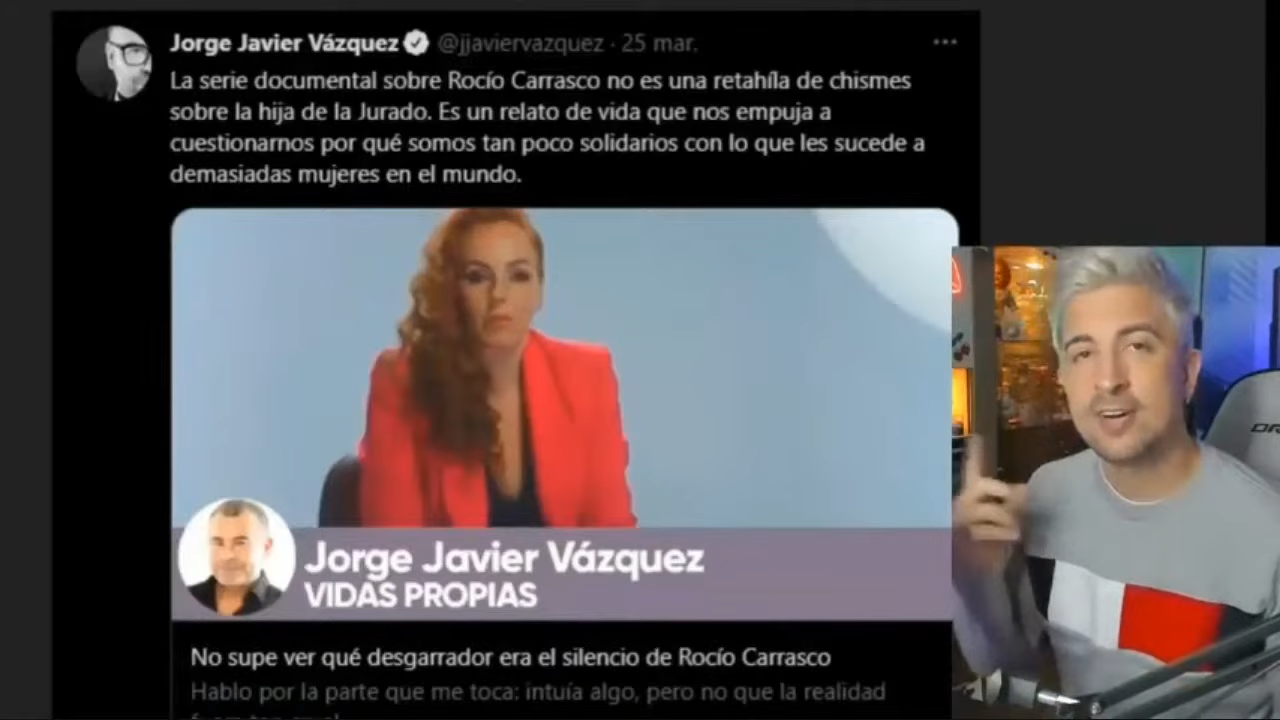 Jorge Javier Vázquez @jjaviervazquez · 25 mar.
La serie documental sobre Rocío Carrasco no es una retahíla de chismes
sobre la hija de la Jurado. Es un relato de vida que nos empuja a
cuestionarnos por qué somos tan poco solidarios con lo que les sucede a
demasiadas mujeres en el mundo.
Jorge Javier Vázquez
VIDAS PROPIAS
No supe ver qué desgarrador era el silencio de Rocío Carrasco
Hablo por la parte que me toca: intuía algo, pero no que la realidad